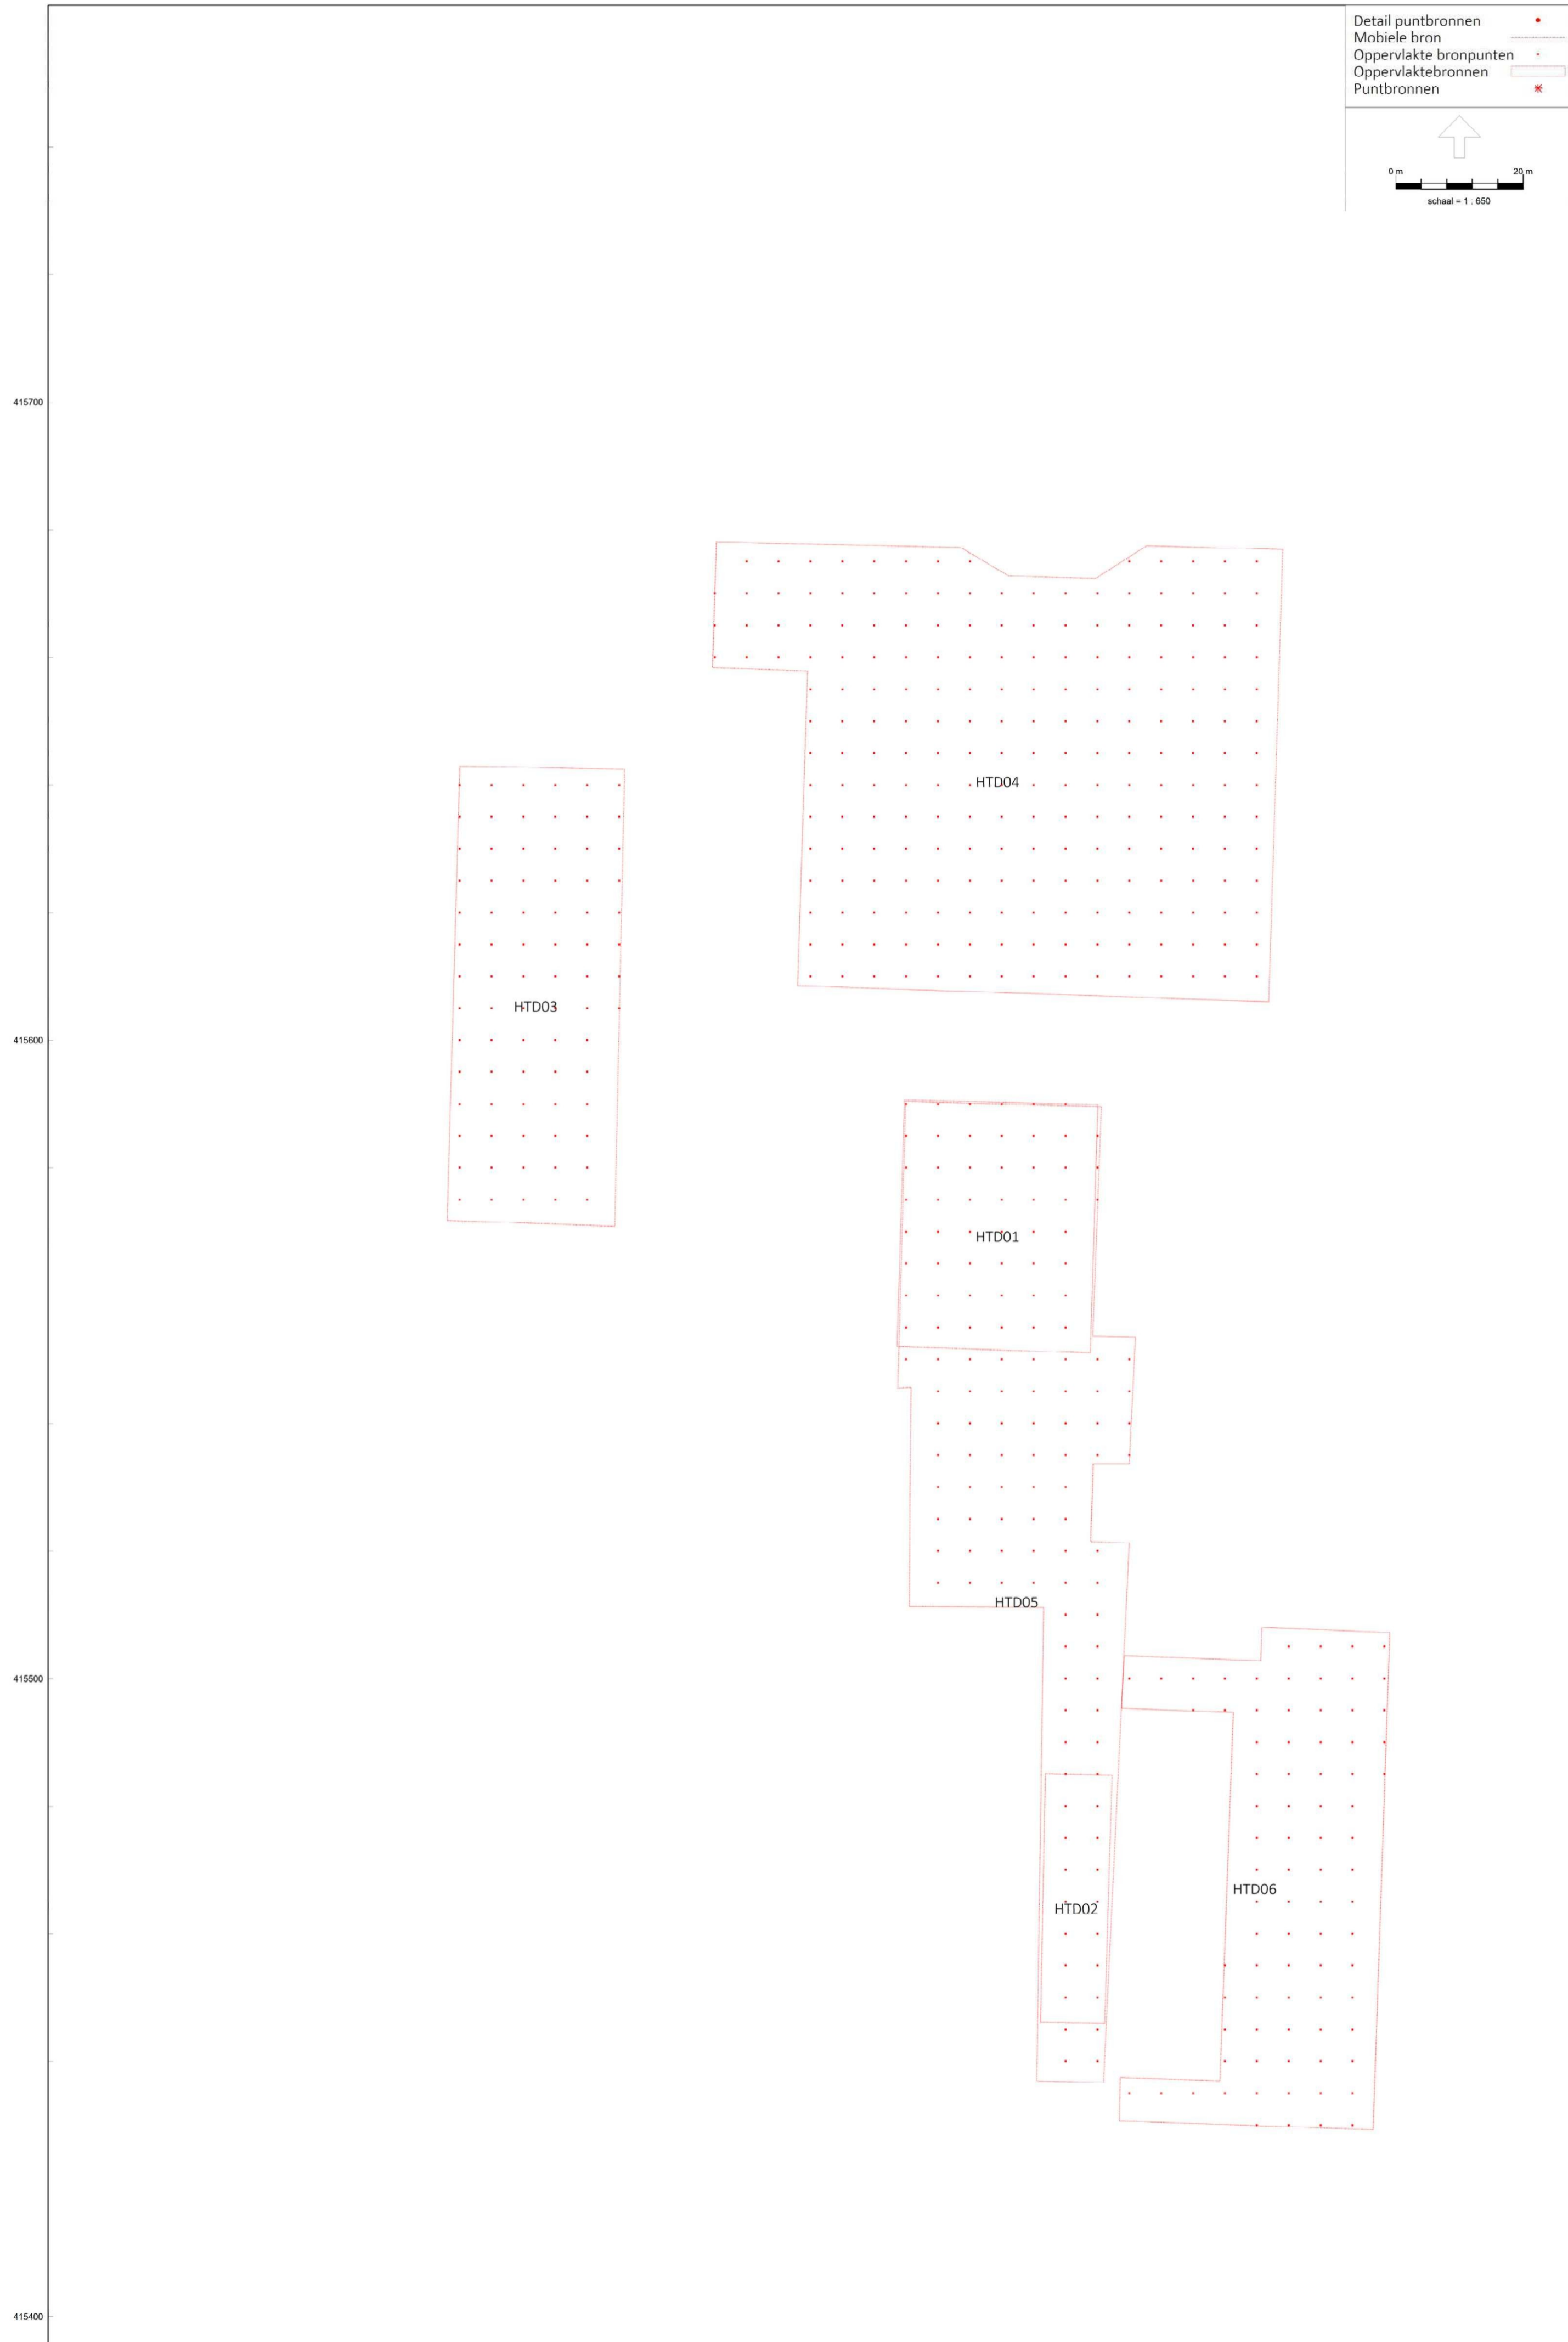 Detail puntbronnen
Mobiele bron
Oppervlakte bronpunten
Oppervlaktebronnen
Puntbronnen
0 m 20 m
schaal = 1 : 650
415700
HTD04
HTD03
415600
HTD01
HTD05
415500
HTD06
HTD02
415400